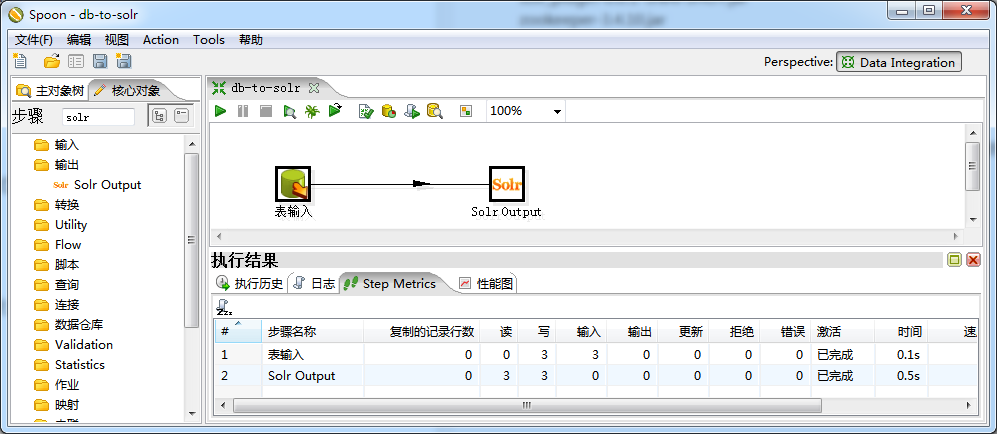 Spoon - db-to-solr
zookeeper-3.4.10.jar
文件(F) 编辑 视图 Action Tools 帮助
Perspective: Data Integration
主对象树 核心对象
步骤 solr
输入
输出
Solr Output
转换
Utility
Flow
脚本
查询
连接
数据仓库
Validation
Statistics
作业
映射
db-to-solr
100%
Solr
表输入 Solr Output
执行结果
执行历史 日志 Step Metrics 性能图
# 步骤名称 复制的记录行数 读 写 输入 输出 更新 拒绝 错误 激活 时间 速
1 表输入 0 0 3 3 0 0 0 0 已完成 0.1s
2 Solr Output 0 3 3 0 0 0 0 0 已完成 0.5s